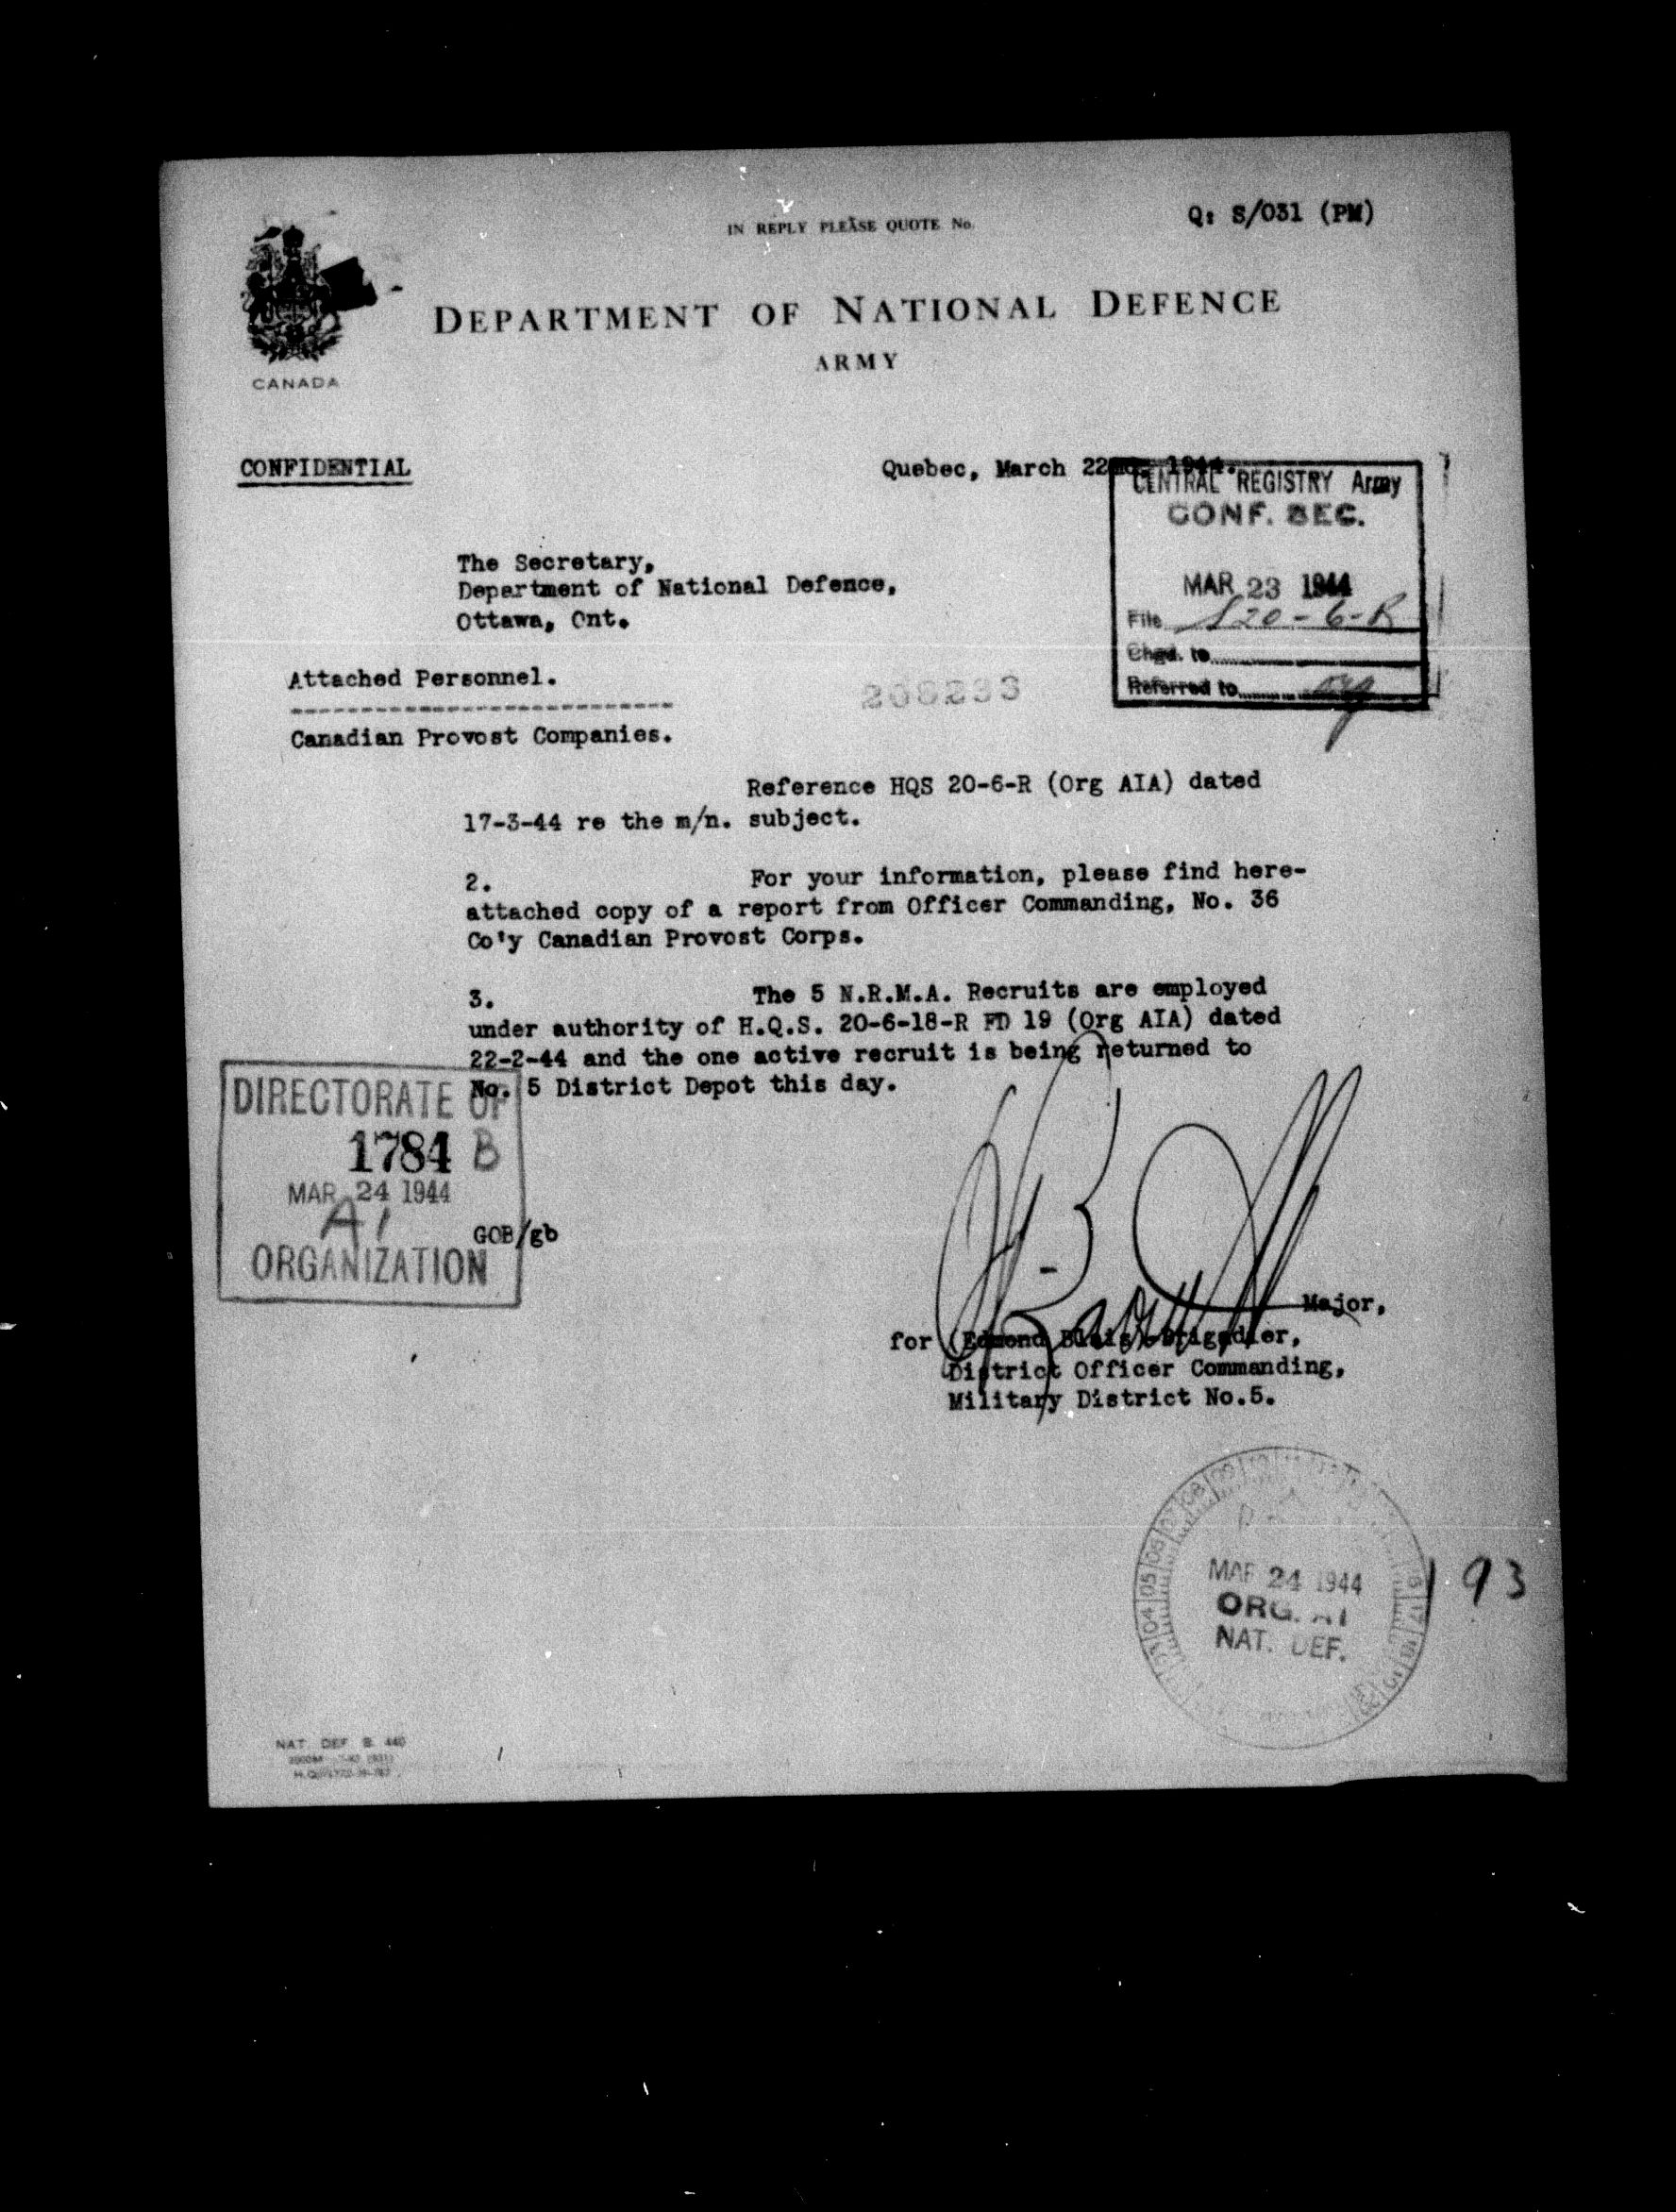 IN REPLY PLEASE QUOTE No.
Q: S/031 (PM)
CANADA
DEPARTMENT OF NATIONAL DEFENCE
ARMY
CONFIDENTIAL
Quebec, March 22nd. 1944.
CENTRAL REGISTRY Army
CONF. SEC.
MAR 23 1944
File S20-6-R
Chgd. to
Referred to
The Secretary,
Department of National Defence,
Ottawa, Ont.
Attached Personnel.
Canadian Provost Companies.
Reference HQS 20-6-R (Org AIA) dated
17-3-44 re the m/n. subject.
2. For your information, please find here-
attached copy of a report from Officer Commanding, No. 36
Co'y Canadian Provost Corps.
3. The 5 N.R.M.A. Recruits are employed
under authority of H.Q.S. 20-6-18-R FD 19 (Org AIA) dated
22-2-44 and the one active recruit is being returned to
No. 5 District Depot this day.
DIRECTORATE OF
1784 B
MAR 24 1944
A1
ORGANIZATION
GOB/gb
Major,
for (Edmond Blais) Brigadier,
District Officer Commanding,
Military District No.5.
MAR 24 1944
ORG. A1
NAT. DEF.
193
NAT. DEF. B. 440